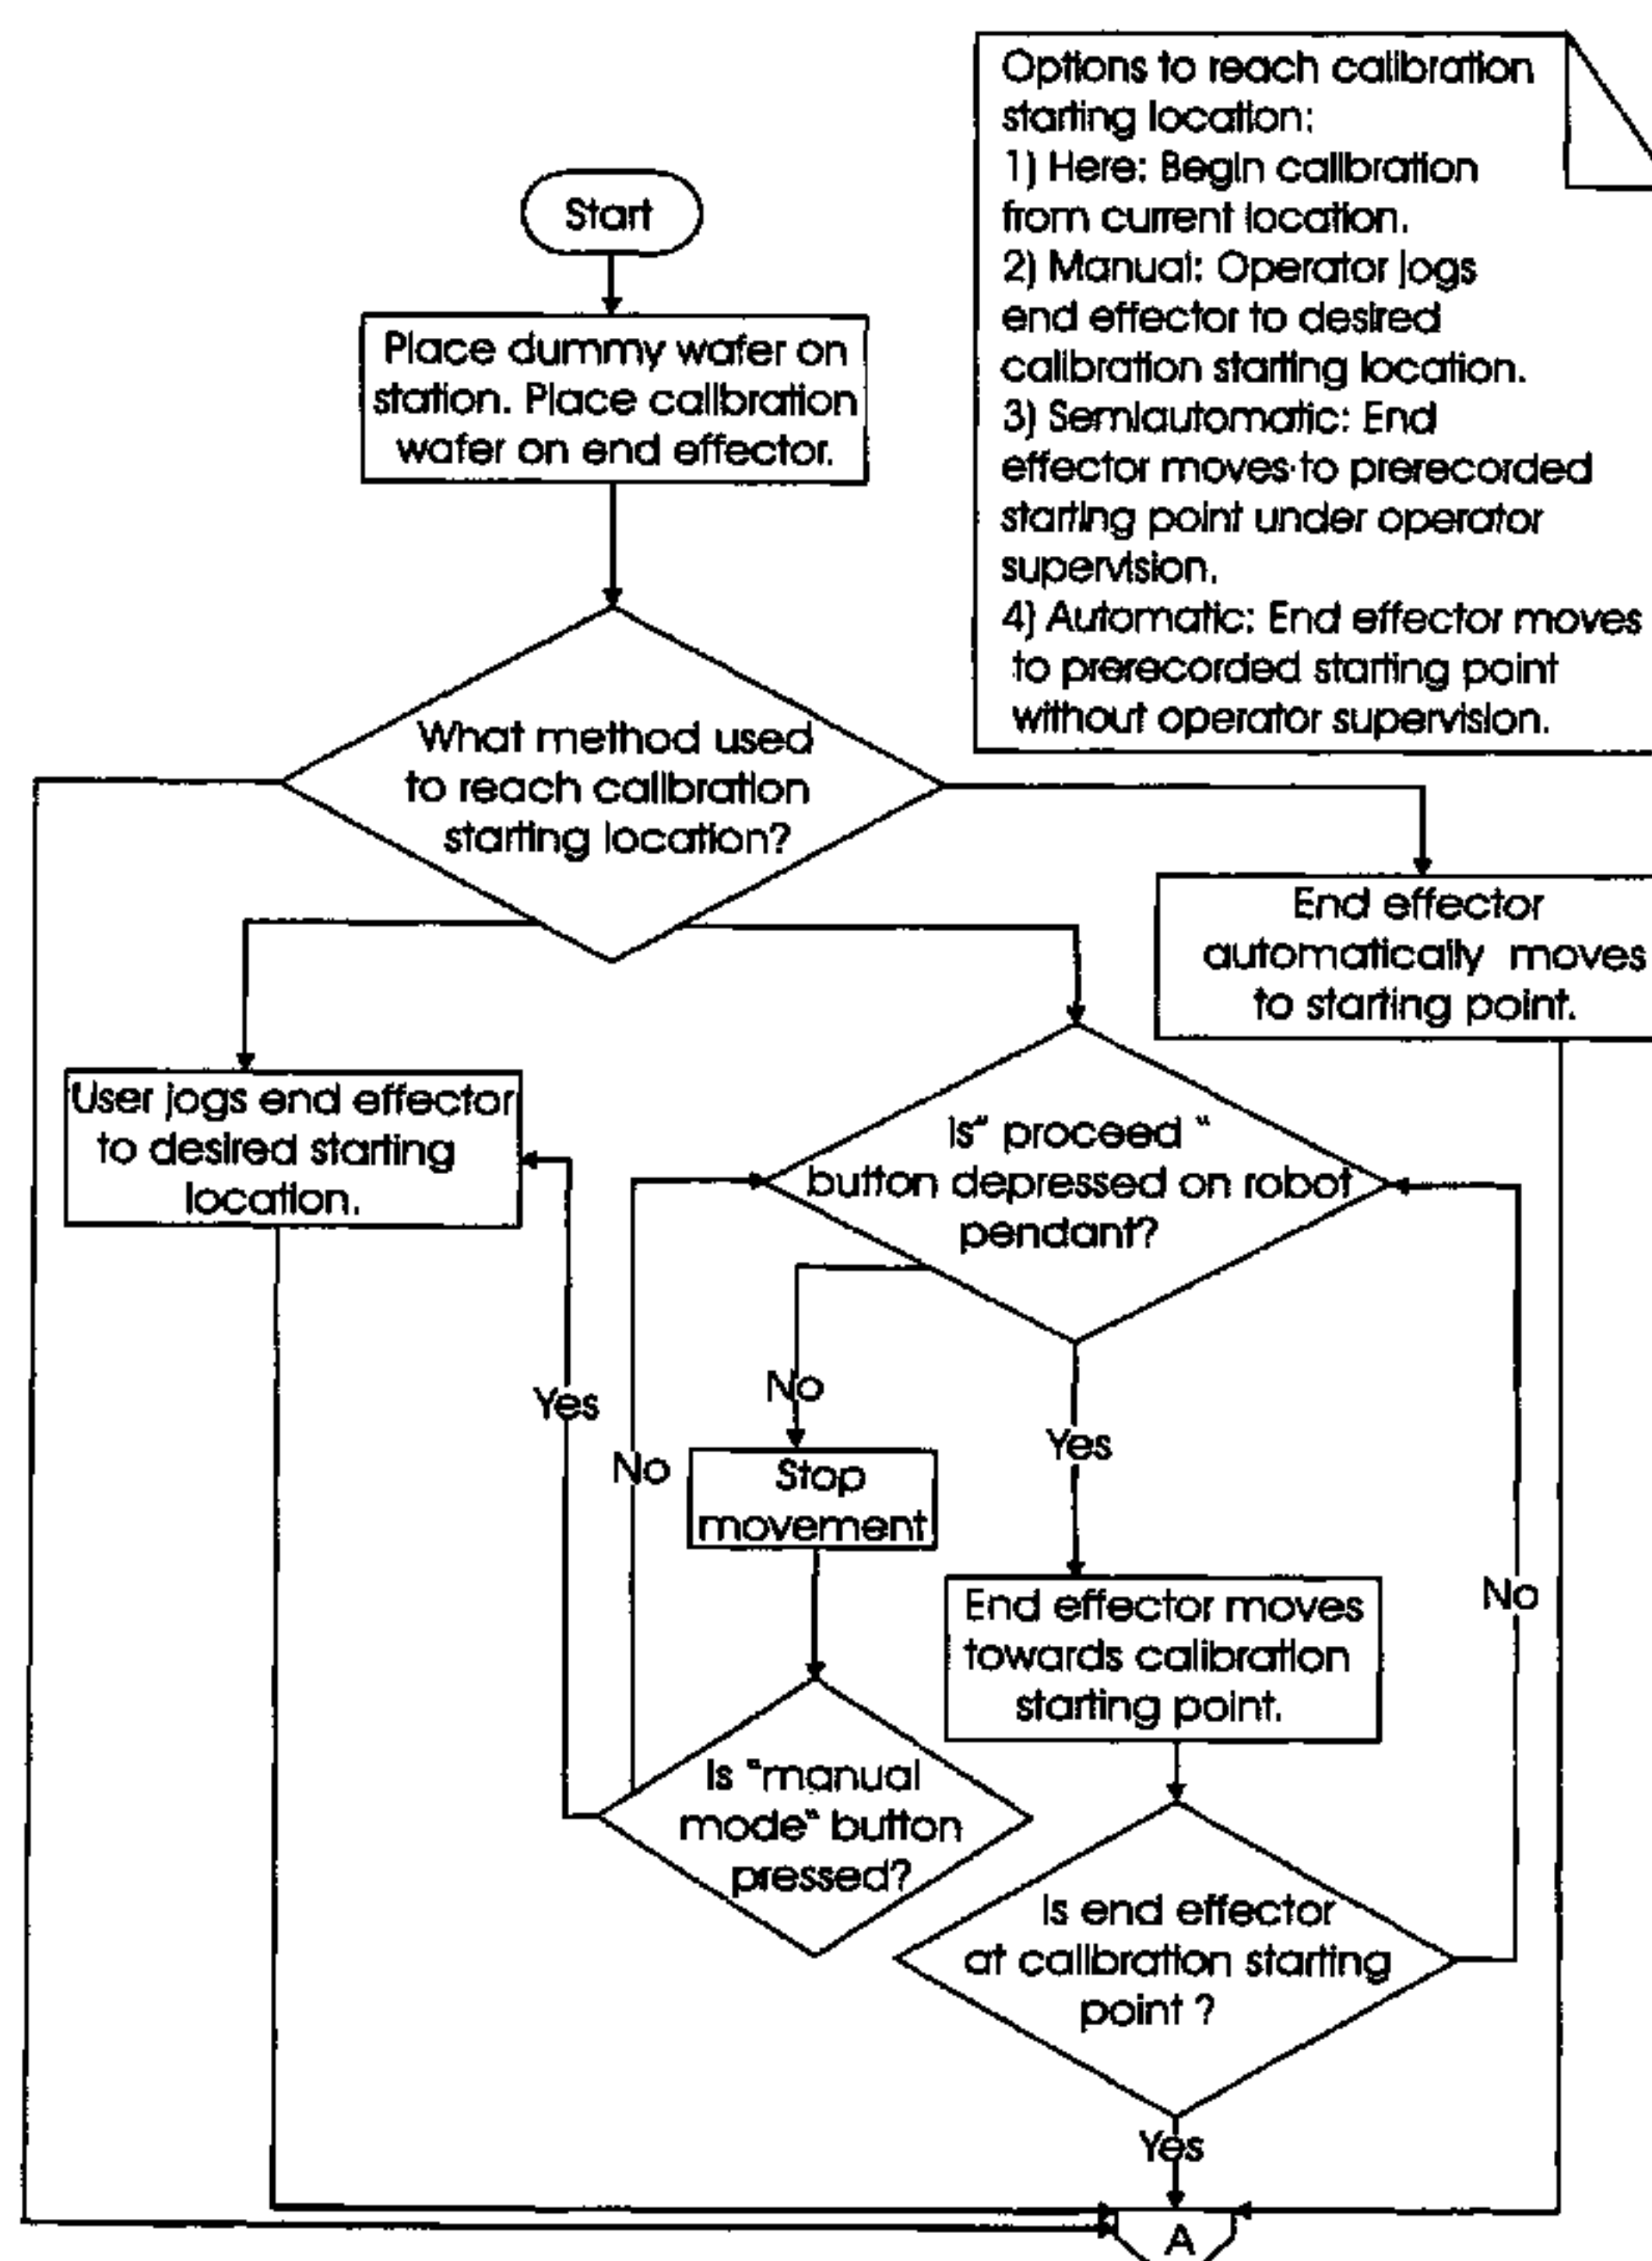 Options to reach calibration
starting location:
1) Here: Begin calibration
from current location.
2) Manual: Operator jogs
end effector to desired
calibration starting location.
3) Semiautomatic: End
effector moves to prerecorded
starting point under operator
supervision.
4) Automatic: End effector moves
to prerecorded starting point
without operator supervision.
Start
Place dummy wafer on
station. Place calibration
wafer on end effector.
What method used
to reach calibration
starting location?
End effector
automatically moves
to starting point.
User jogs end effector
to desired starting
location.
Is" proceed "
button depressed on robot
pendant?
No
Yes
Yes
No
Stop
movement
End effector moves
towards calibration
starting point.
No
Is "manual
mode" button
pressed?
Is end effector
at calibration starting
point ?
Yes
A